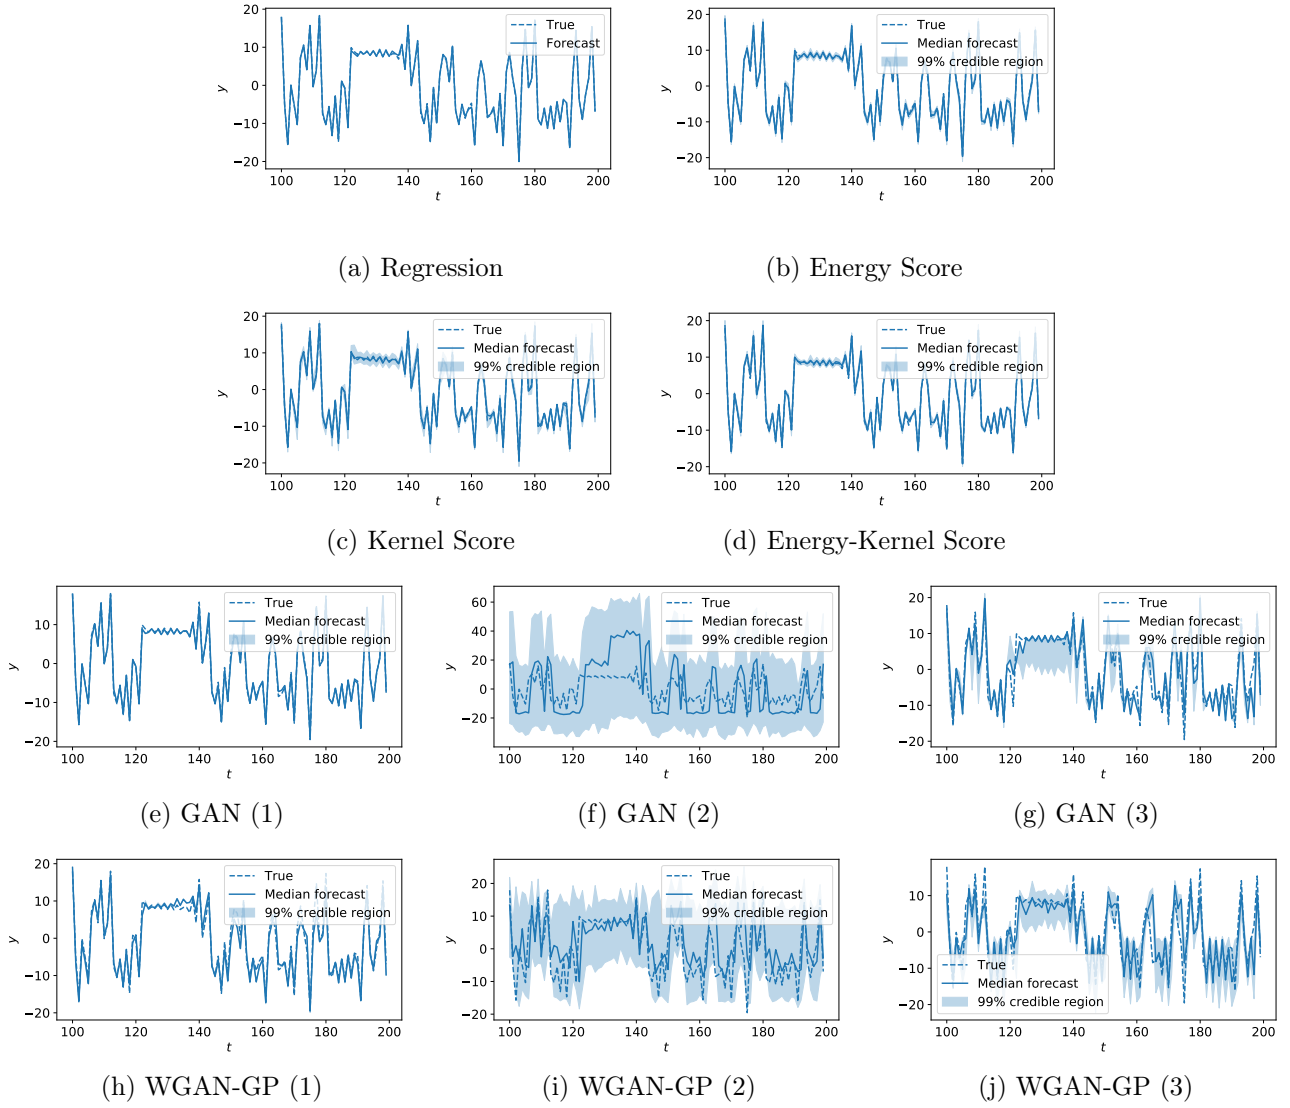 True
Forecast
20
10
0
−10
−20
y
100 120 140 160 180 200
t
(a) Regression
True
Median forecast
99% credible region
20
10
0
−10
−20
y
100 120 140 160 180 200
t
(b) Energy Score
True
Median forecast
99% credible region
20
10
0
−10
−20
y
100 120 140 160 180 200
t
(c) Kernel Score
True
Median forecast
99% credible region
20
10
0
−10
−20
y
100 120 140 160 180 200
t
(d) Energy-Kernel Score
True
Median forecast
99% credible region
10
0
−10
−20
y
100 120 140 160 180 200
t
(e) GAN (1)
True
Median forecast
99% credible region
60
40
20
0
−20
y
100 120 140 160 180 200
t
(f) GAN (2)
True
Median forecast
99% credible region
20
10
0
−10
−20
y
100 120 140 160 180 200
t
(g) GAN (3)
True
Median forecast
99% credible region
20
10
0
−10
−20
y
100 120 140 160 180 200
t
(h) WGAN-GP (1)
True
Median forecast
99% credible region
20
10
0
−10
−20
y
100 120 140 160 180 200
t
(i) WGAN-GP (2)
True
Median forecast
99% credible region
10
0
−10
−20
y
100 120 140 160 180 200
t
(j) WGAN-GP (3)